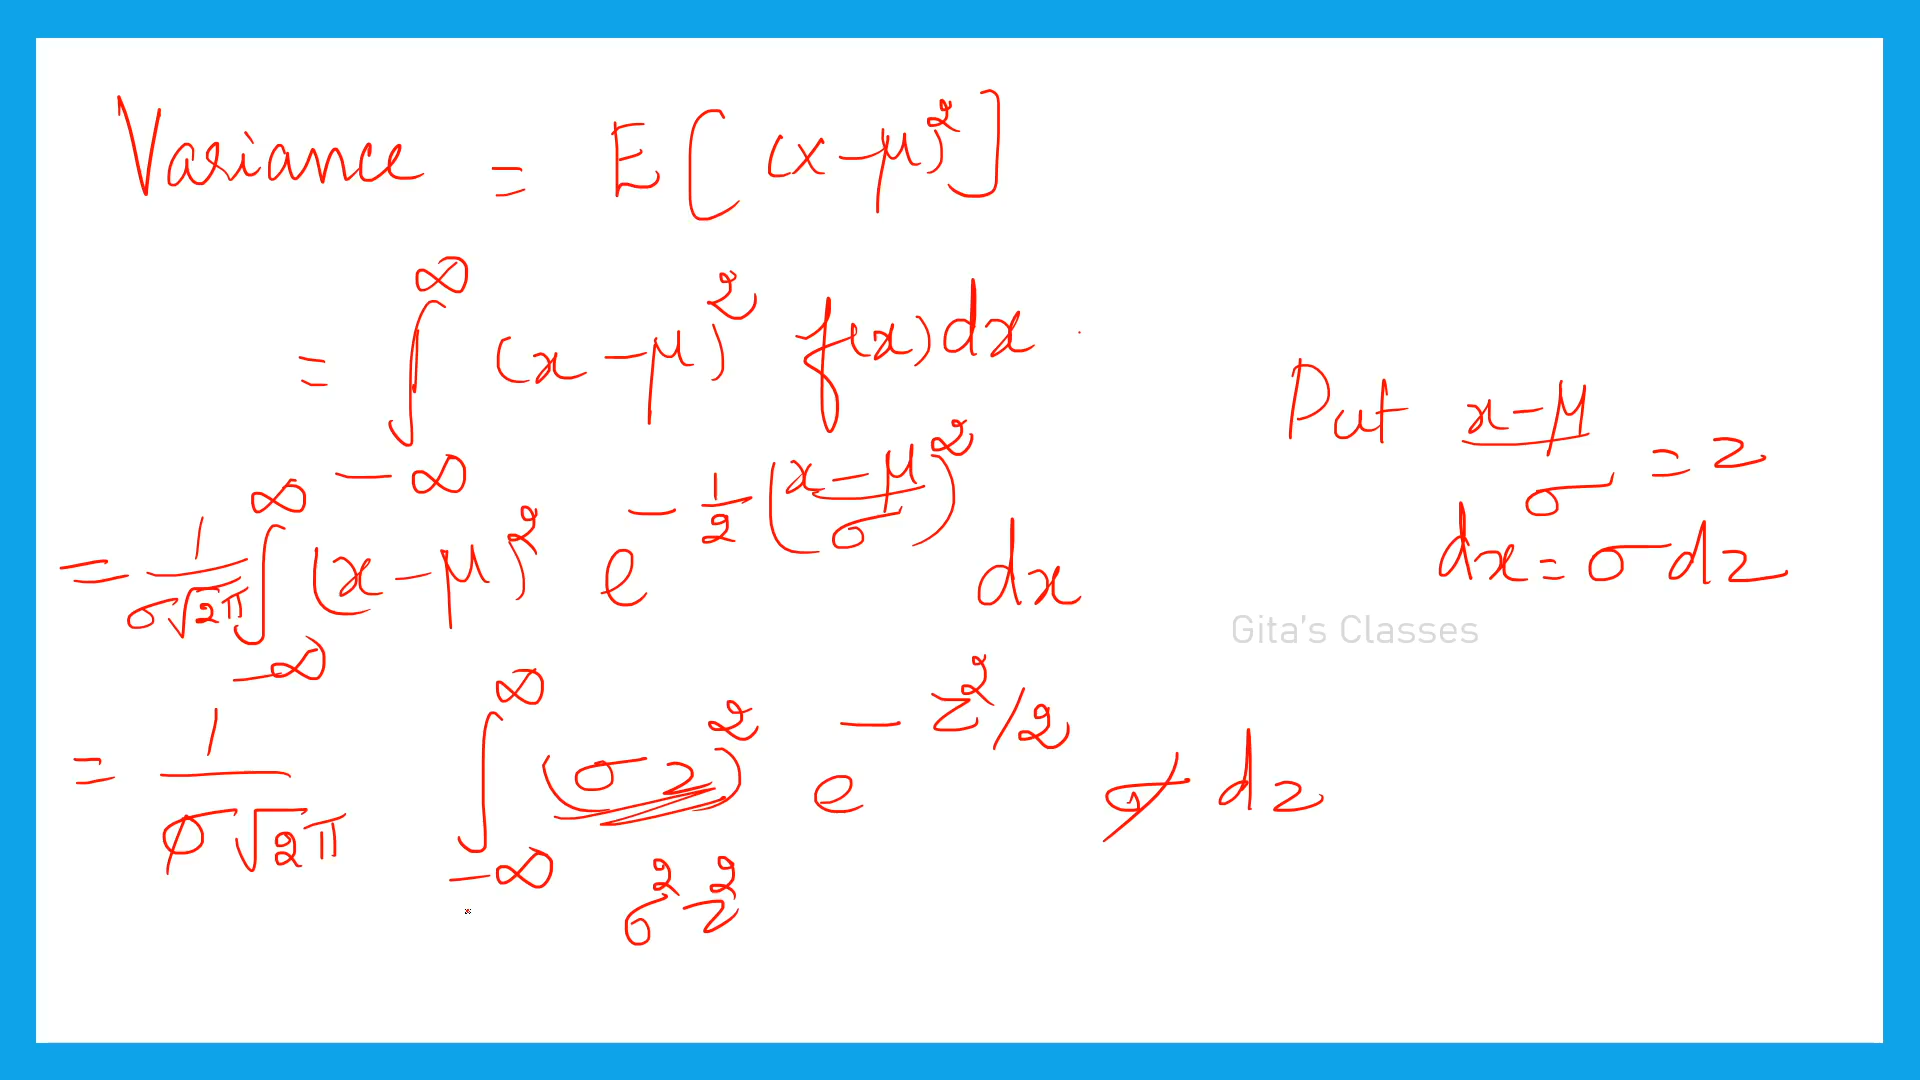 Variance = E[(x-μ)²]
= ∫_{-∞}^{∞} (x-μ)² f(x)dx
Put (x-μ)/σ = z
= 1/(σ√2π) ∫_{-∞}^{∞} (x-μ)² e^{-1/2((x-μ)/σ)²} dx
dx = σdz
Gita's Classes
= 1/(σ√2π) ∫_{-∞}^{∞} (σz)² e^{-z²/2} σ dz
σ²z²